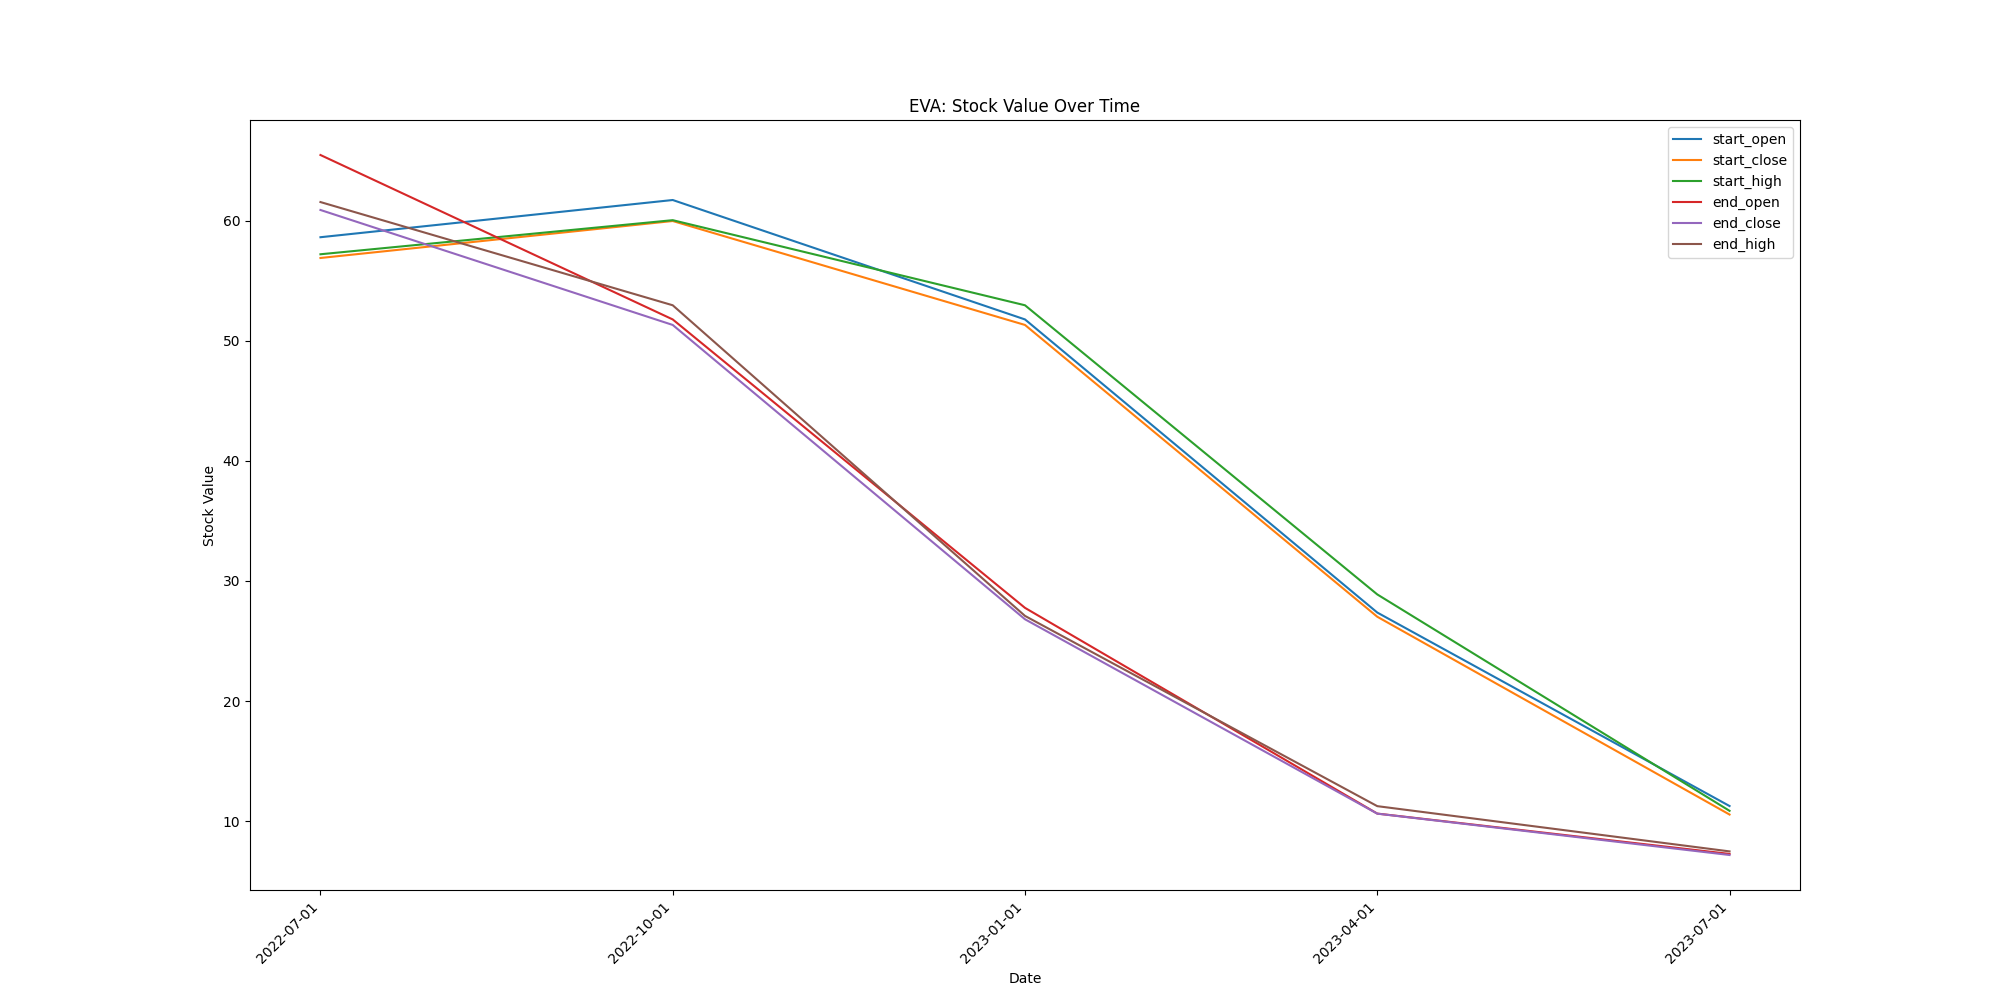 EVA: Stock Value Over Time
start_open
start_close
start_high
end_open
end_close
end_high
Stock Value
60
50
40
30
20
10
2022-07-01
2022-10-01
2023-01-01
2023-04-01
2023-07-01
Date